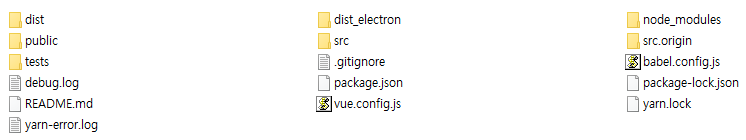 dist dist_electron node_modules
public src src.origin
tests .gitignore babel.config.js
debug.log package.json package-lock.json
README.md vue.config.js yarn.lock
yarn-error.log